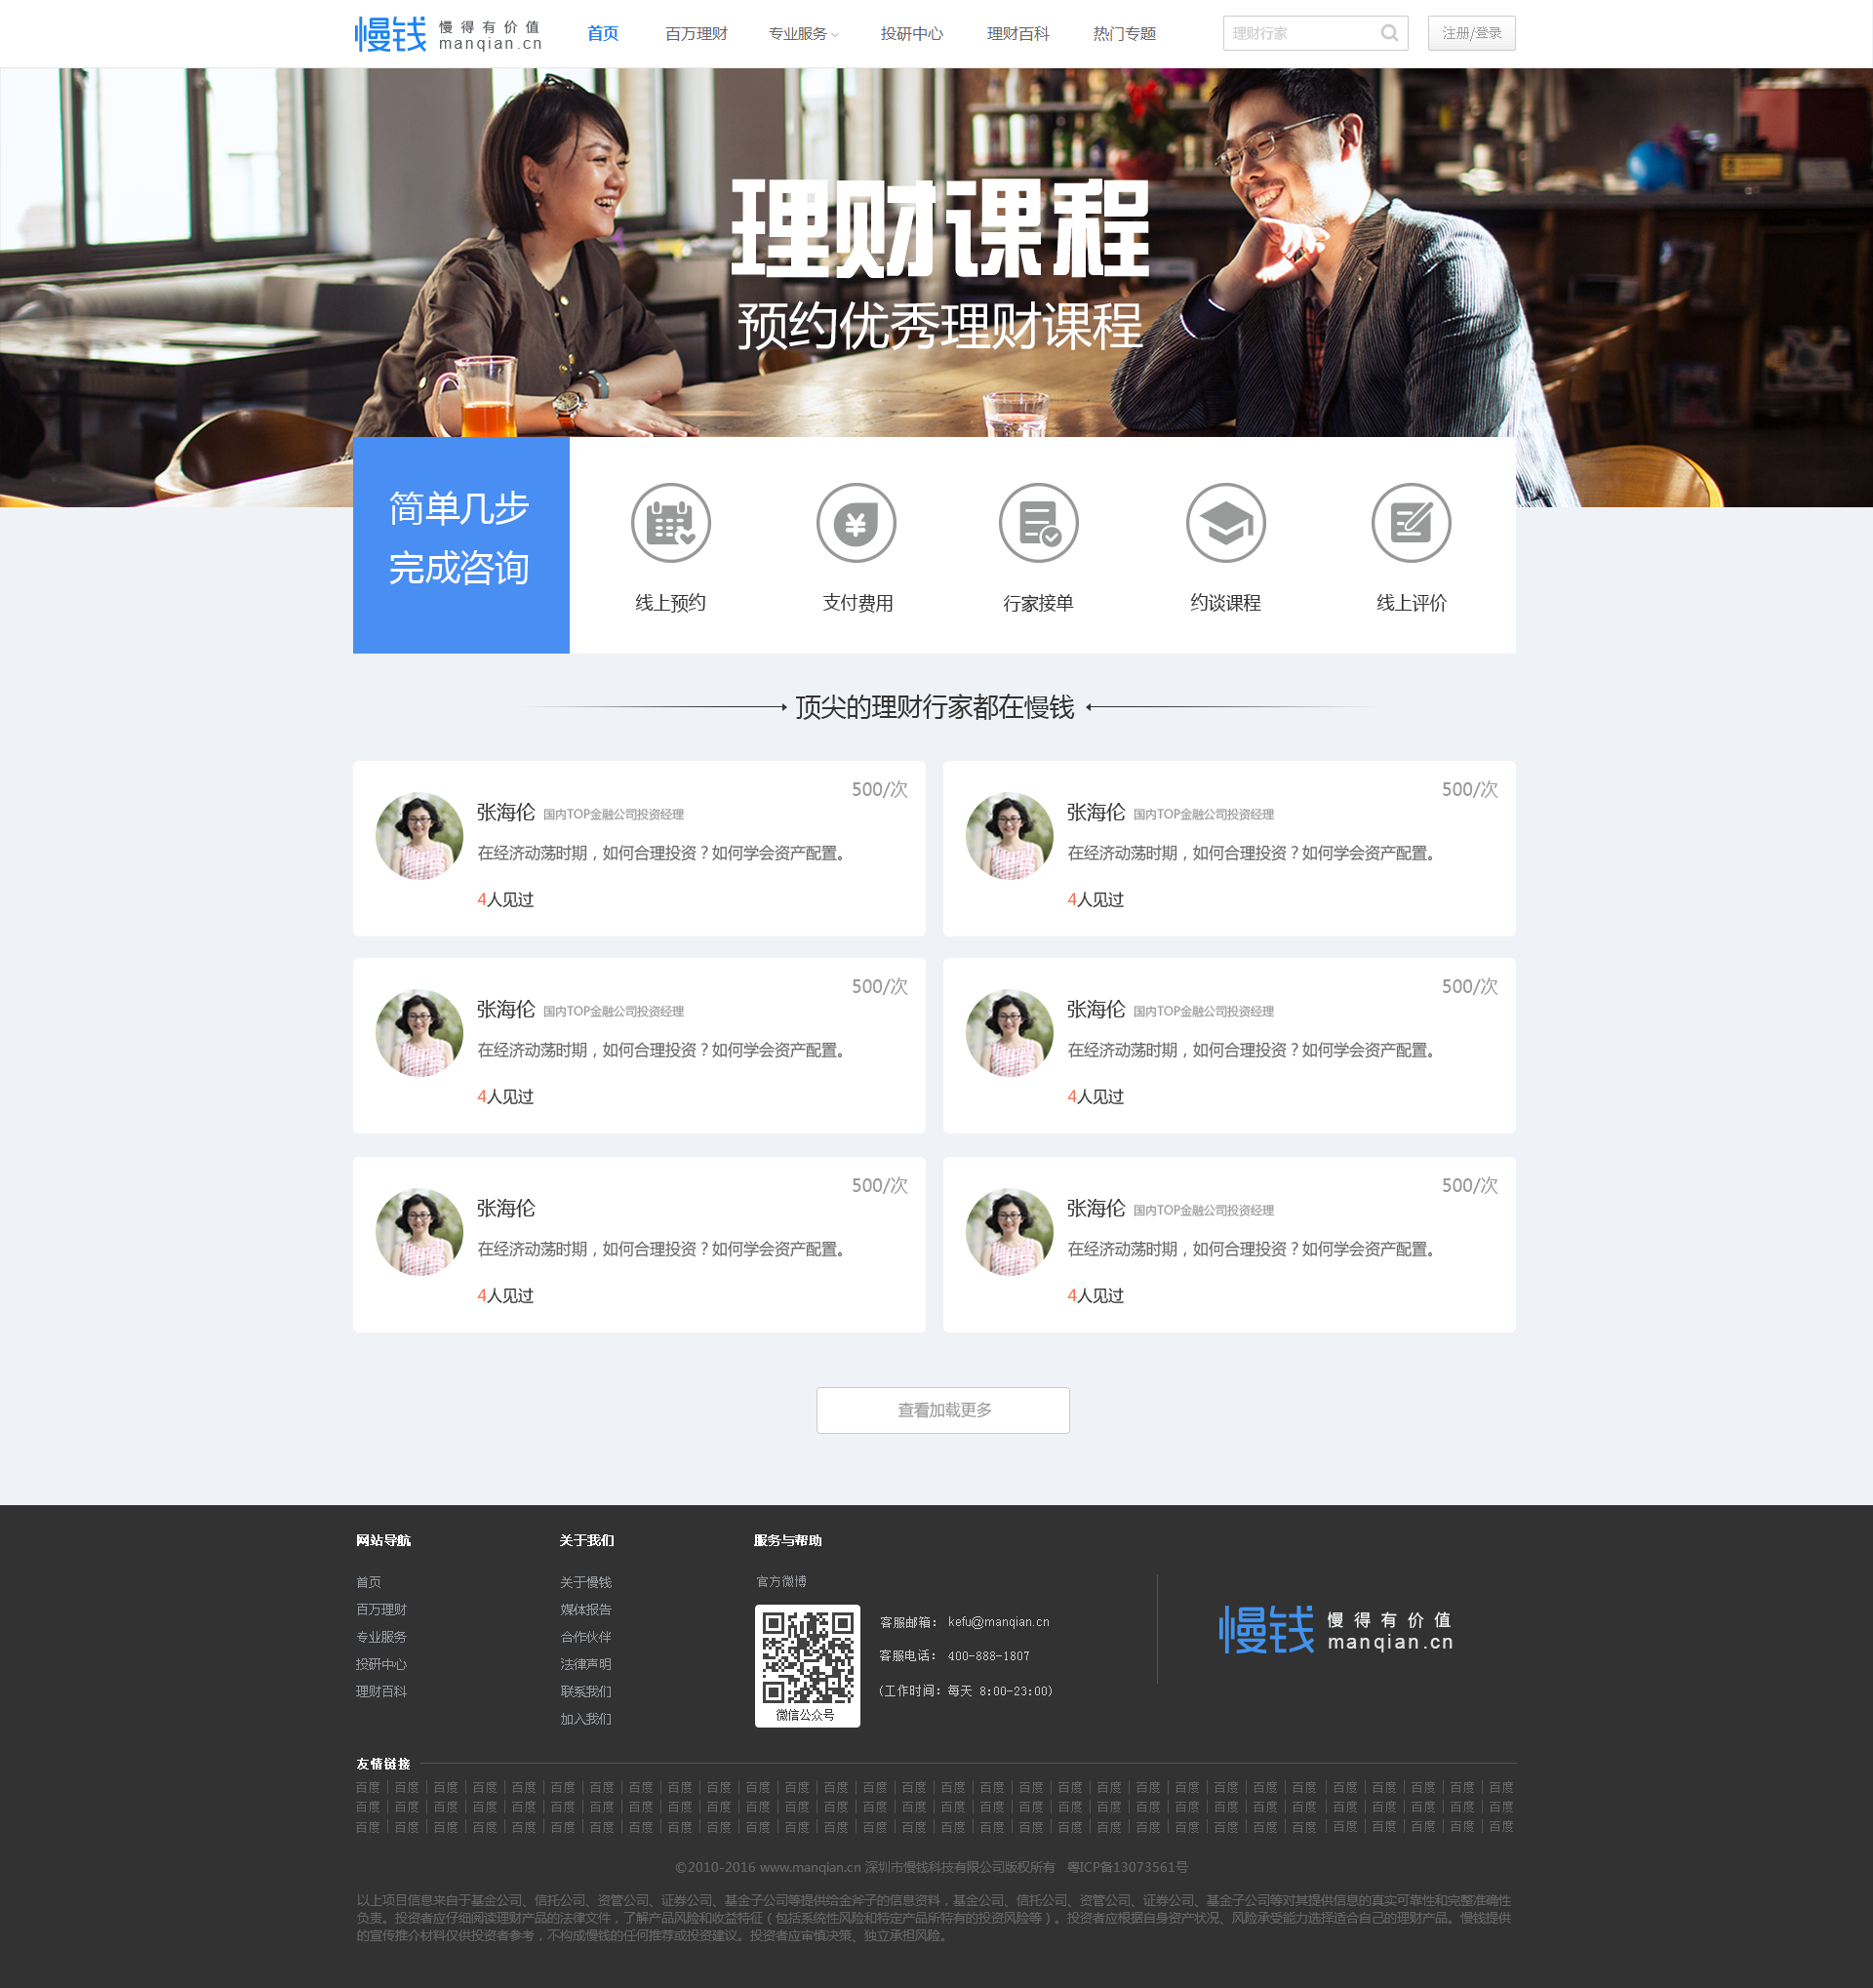 慢钱 慢得有价值
manqian.cn
首页 百万理财 专业服务 投研中心 理财百科 热门专题 理财行家 注册/登录
理财课程
预约优秀理财课程
简单几步
完成咨询
线上预约 支付费用 行家接单 约谈课程 线上评价
顶尖的理财行家都在慢钱
500/次
张海伦 国内TOP金融公司投资经理
在经济动荡时期，如何合理投资？如何学会资产配置。
4人见过
500/次
张海伦 国内TOP金融公司投资经理
在经济动荡时期，如何合理投资？如何学会资产配置。
4人见过
500/次
张海伦 国内TOP金融公司投资经理
在经济动荡时期，如何合理投资？如何学会资产配置。
4人见过
500/次
张海伦 国内TOP金融公司投资经理
在经济动荡时期，如何合理投资？如何学会资产配置。
4人见过
500/次
张海伦
在经济动荡时期，如何合理投资？如何学会资产配置。
4人见过
500/次
张海伦 国内TOP金融公司投资经理
在经济动荡时期，如何合理投资？如何学会资产配置。
4人见过
查看加载更多
网站导航
首页
百万理财
专业服务
投研中心
理财百科
关于我们
关于慢钱
媒体报告
合作伙伴
法律声明
联系我们
加入我们
服务与帮助
官方微博
微信公众号
客服邮箱： kefu@manqian.cn
客服电话： 400-888-1807
(工作时间：每天 8:00-23:00)
慢钱 慢得有价值
manqian.cn
友情链接
百度 | 百度 | 百度 | 百度 | 百度 | 百度 | 百度 | 百度 | 百度 | 百度 | 百度 | 百度 | 百度 | 百度 | 百度 | 百度 | 百度 | 百度 | 百度 | 百度 | 百度 | 百度 | 百度 | 百度 | 百度 | 百度 | 百度 | 百度 | 百度 | 百度
百度 | 百度 | 百度 | 百度 | 百度 | 百度 | 百度 | 百度 | 百度 | 百度 | 百度 | 百度 | 百度 | 百度 | 百度 | 百度 | 百度 | 百度 | 百度 | 百度 | 百度 | 百度 | 百度 | 百度 | 百度 | 百度 | 百度 | 百度 | 百度 | 百度
百度 | 百度 | 百度 | 百度 | 百度 | 百度 | 百度 | 百度 | 百度 | 百度 | 百度 | 百度 | 百度 | 百度 | 百度 | 百度 | 百度 | 百度 | 百度 | 百度 | 百度 | 百度 | 百度 | 百度 | 百度 | 百度 | 百度 | 百度 | 百度 | 百度
©2010-2016 www.manqian.cn 深圳市慢钱科技有限公司版权所有 粤ICP备13073561号
以上项目信息来自于基金公司、信托公司、资管公司、证券公司、基金子公司等提供给金斧子的信息资料，基金公司、信托公司、资管公司、证券公司、基金子公司等对其提供信息的真实可靠性和完整准确性
负责。投资者应仔细阅读理财产品的法律文件，了解产品风险和收益特征（包括系统性风险和特定产品所特有的投资风险等）。投资者应根据自身资产状况、风险承受能力选择适合自己的理财产品。慢钱提供
的宣传推介材料仅供投资者参考，不构成慢钱的任何推荐或投资建议。投资者应审慎决策、独立承担风险。